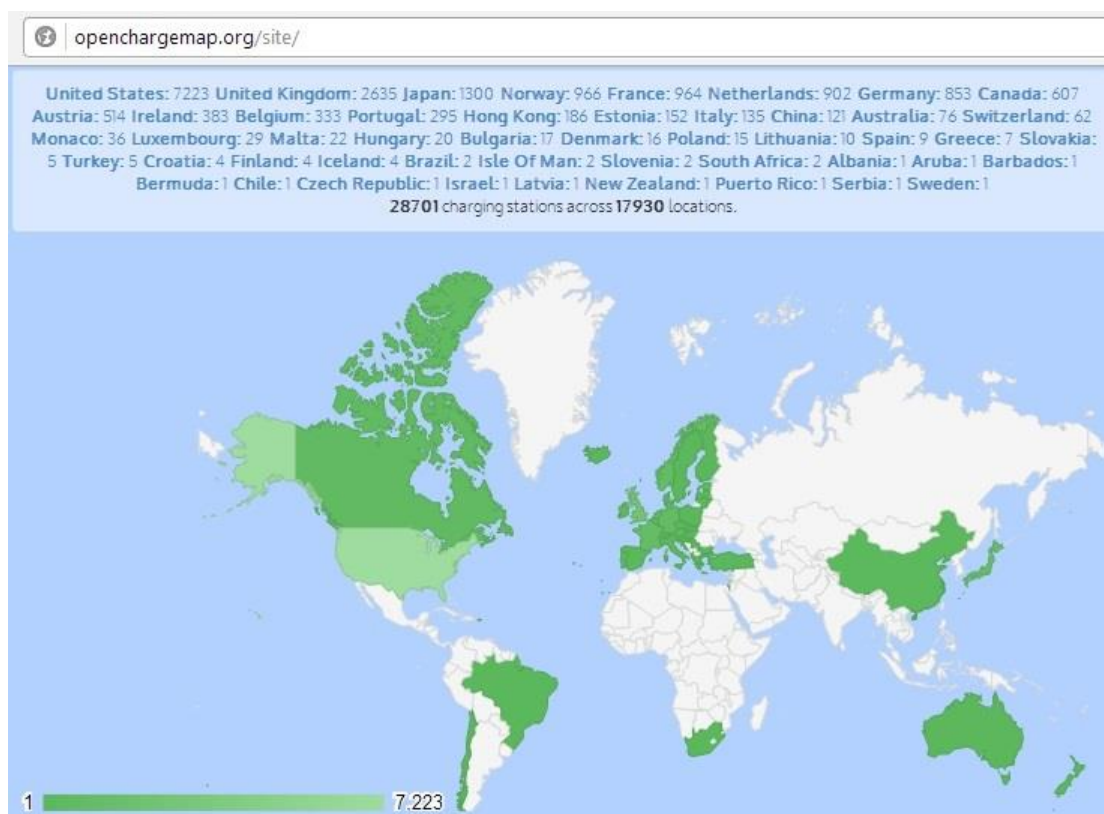 openchargemap.org/site/
United States: 7223 United Kingdom: 2635 Japan: 1300 Norway: 966 France: 964 Netherlands: 902 Germany: 853 Canada: 607
Austria: 514 Ireland: 383 Belgium: 333 Portugal: 295 Hong Kong: 186 Estonia: 152 Italy: 135 China: 121 Australia: 76 Switzerland: 62
Monaco: 36 Luxembourg: 29 Malta: 22 Hungary: 20 Bulgaria: 17 Denmark: 16 Poland: 15 Lithuania: 10 Spain: 9 Greece: 7 Slovakia:
5 Turkey: 5 Croatia: 4 Finland: 4 Iceland: 4 Brazil: 2 Isle Of Man: 2 Slovenia: 2 South Africa: 2 Albania: 1 Aruba: 1 Barbados: 1
Bermuda: 1 Chile: 1 Czech Republic: 1 Israel: 1 Latvia: 1 New Zealand: 1 Puerto Rico: 1 Serbia: 1 Sweden: 1
28701 charging stations across 17930 locations.
1 7.223